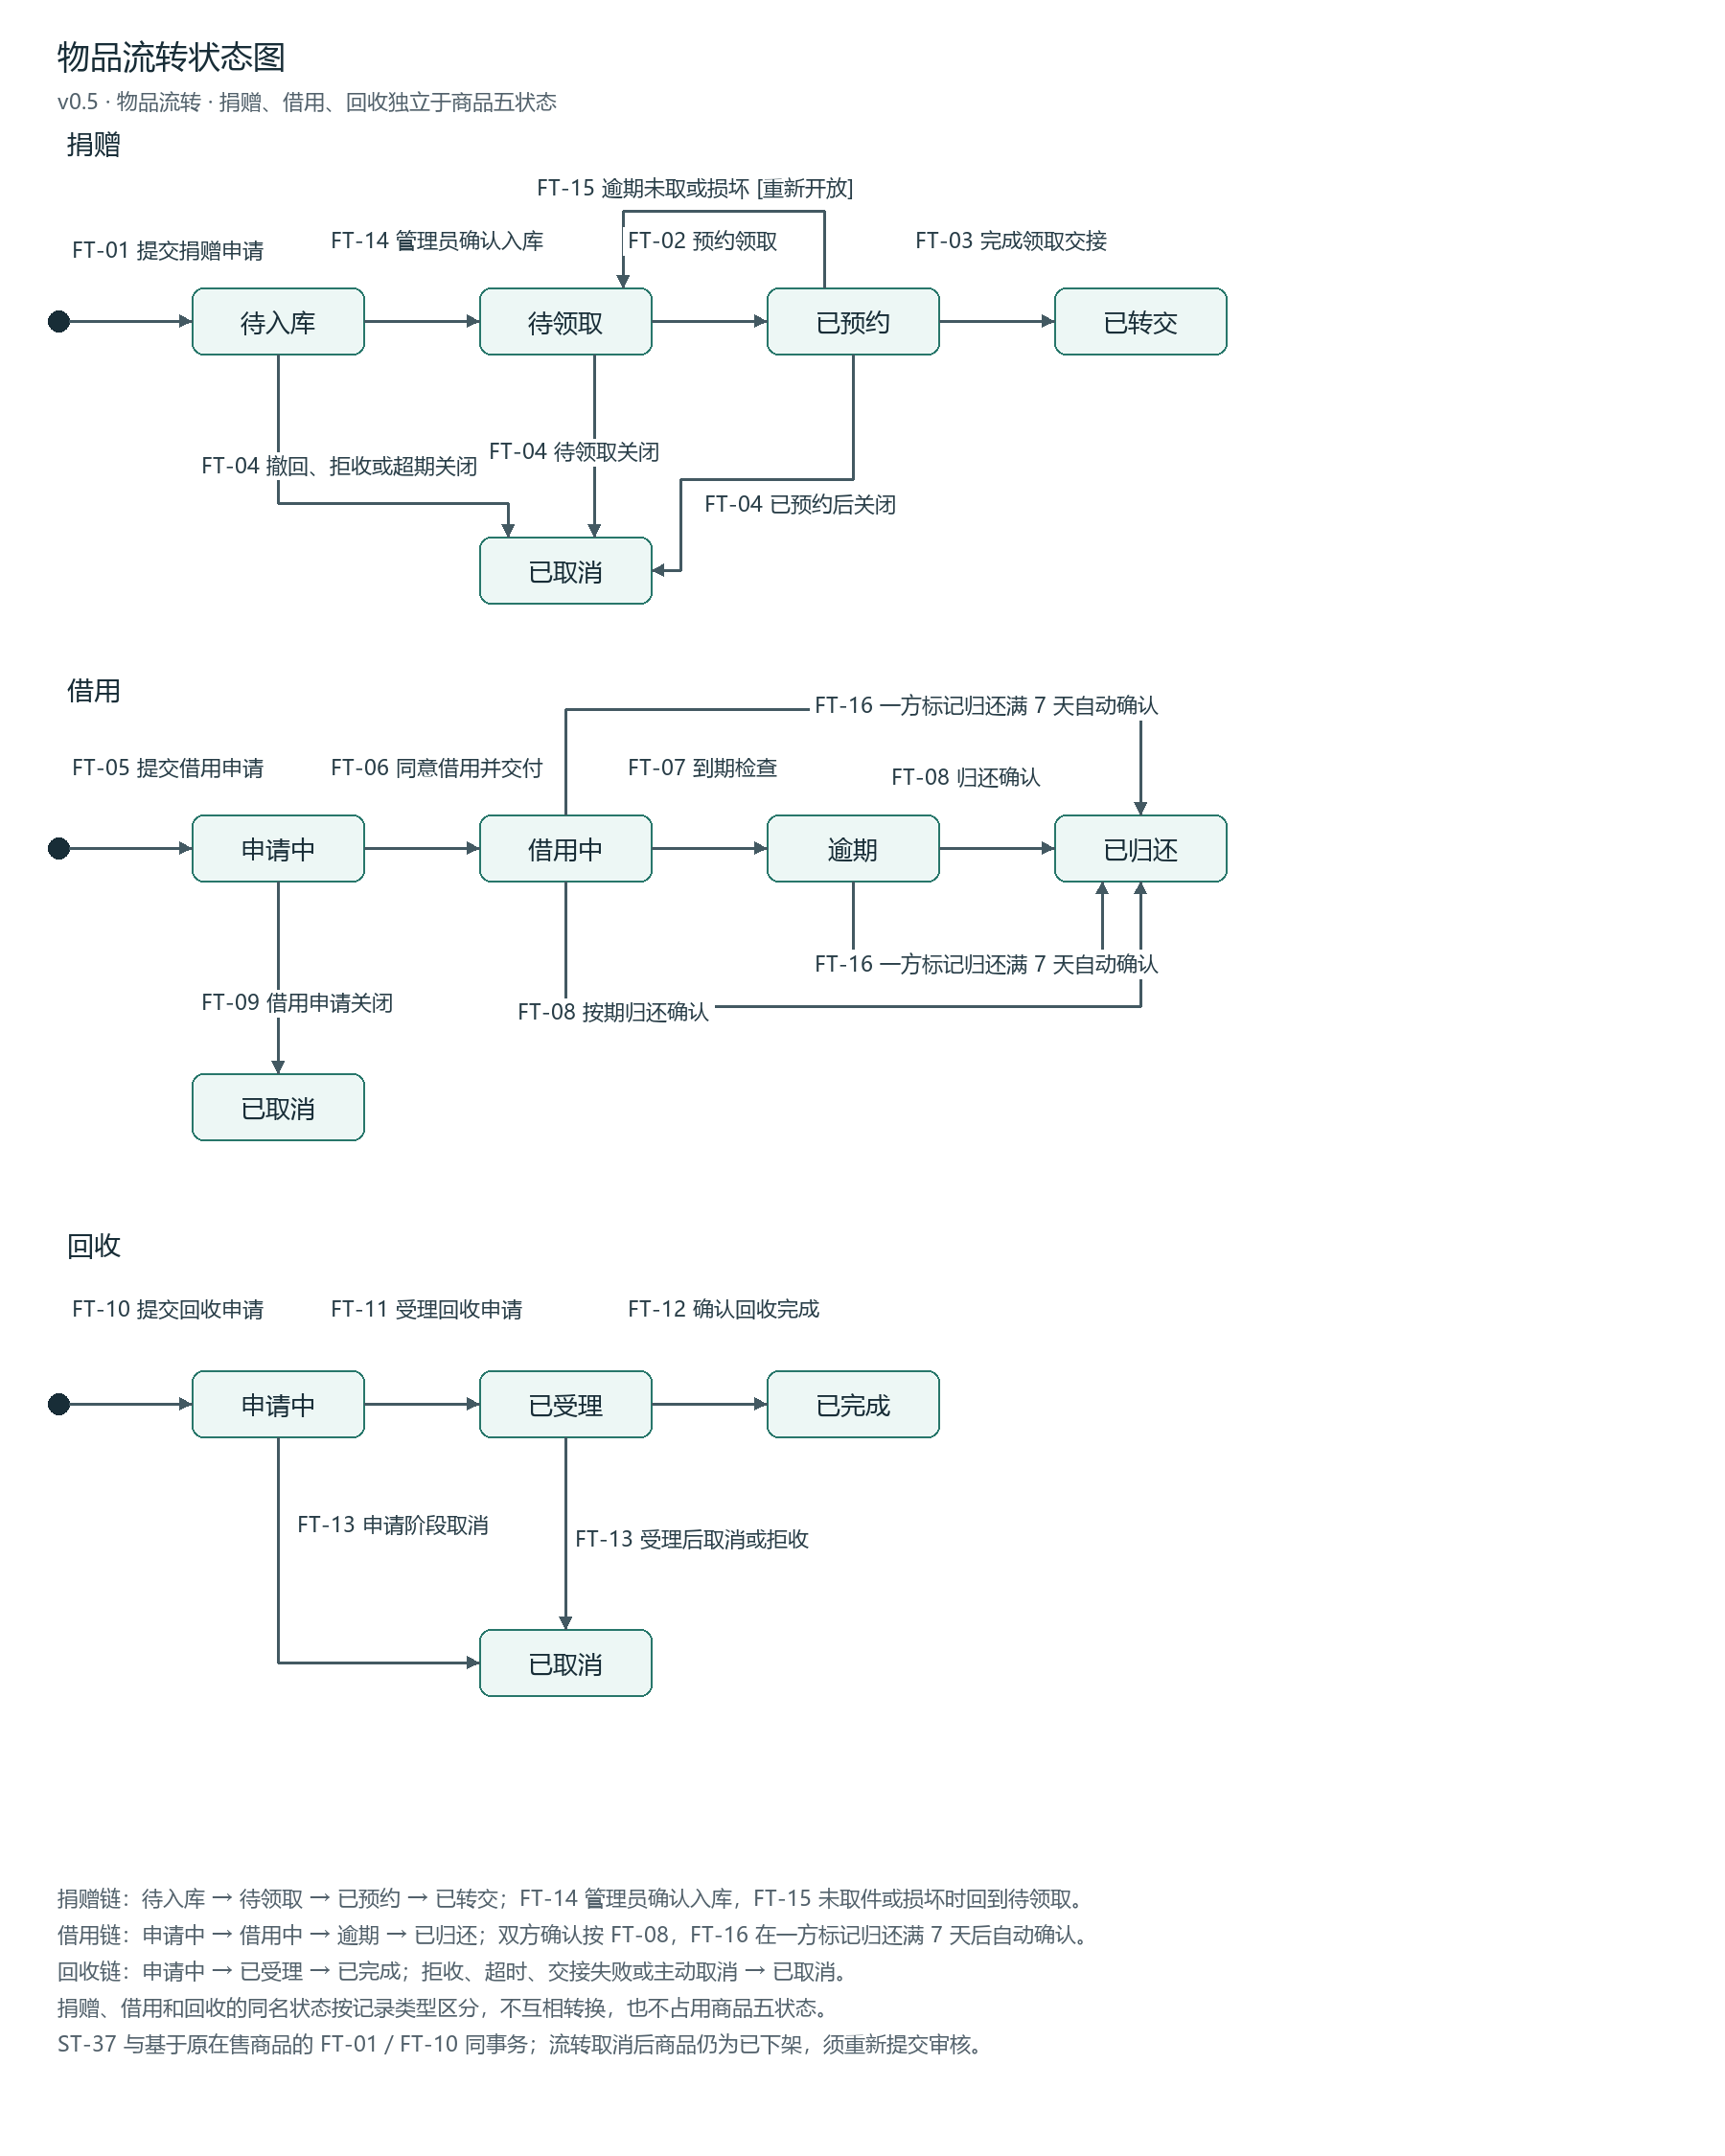 物品流转状态图
v0.5 · 物品流转 · 捐赠、借用、回收独立于商品五状态
捐赠
FT-15 逾期未取或损坏 [重新开放]
FT-01 提交捐赠申请
FT-14 管理员确认入库
FT-02 预约领取
FT-03 完成领取交接
待入库
待领取
已预约
已转交
FT-04 撤回、拒收或超期关闭
FT-04 待领取关闭
FT-04 已预约后关闭
已取消
借用
FT-16 一方标记归还满 7 天自动确认
FT-05 提交借用申请
FT-06 同意借用并交付
FT-07 到期检查
FT-08 归还确认
申请中
借用中
逾期
已归还
FT-16 一方标记归还满 7 天自动确认
FT-09 借用申请关闭
FT-08 按期归还确认
已取消
回收
FT-10 提交回收申请
FT-11 受理回收申请
FT-12 确认回收完成
申请中
已受理
已完成
FT-13 申请阶段取消
FT-13 受理后取消或拒收
已取消
捐赠链：待入库 → 待领取 → 已预约 → 已转交；FT-14 管理员确认入库，FT-15 未取件或损坏时回到待领取。
借用链：申请中 → 借用中 → 逾期 → 已归还；双方确认按 FT-08，FT-16 在一方标记归还满 7 天后自动确认。
回收链：申请中 → 已受理 → 已完成；拒收、超时、交接失败或主动取消 → 已取消。
捐赠、借用和回收的同名状态按记录类型区分，不互相转换，也不占用商品五状态。
ST-37 与基于原在售商品的 FT-01 / FT-10 同事务；流转取消后商品仍为已下架，须重新提交审核。